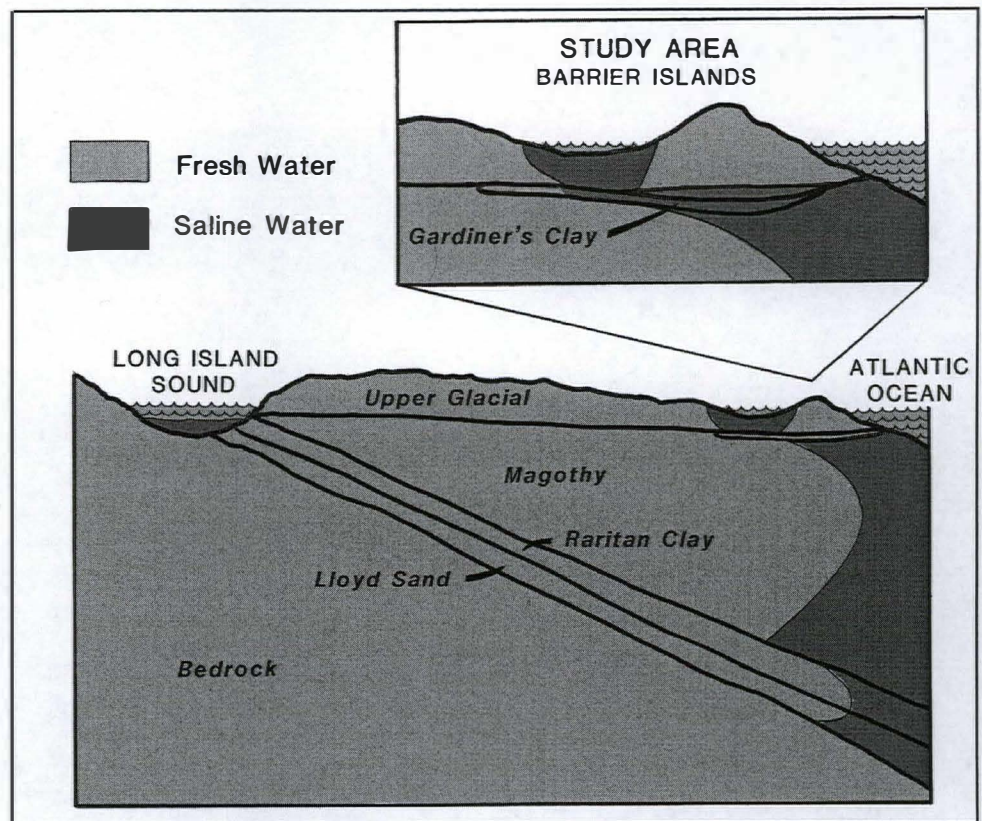 STUDY AREA
BARRIER ISLANDS
Fresh Water
Saline Water
Gardiner's Clay
LONG ISLAND
SOUND
ATLANTIC
OCEAN
Upper Glacial
Magothy
Raritan Clay
Lloyd Sand
Bedrock